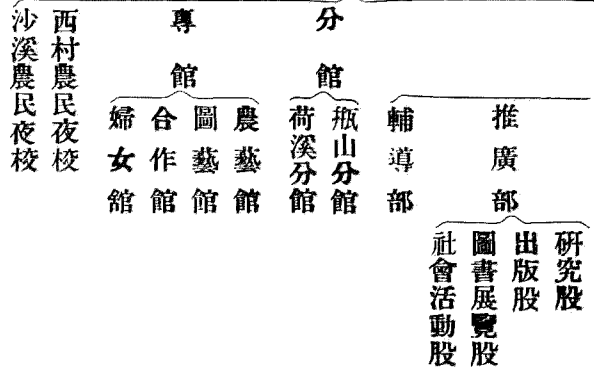 推廣部
研究股
出版股
圖書展覽股
社會活動股
輔導部
分館
瓶山分館
荷溪分館
專館
農藝館
圖藝館
合作館
婦女舘
西村農民夜校
沙溪農民夜校